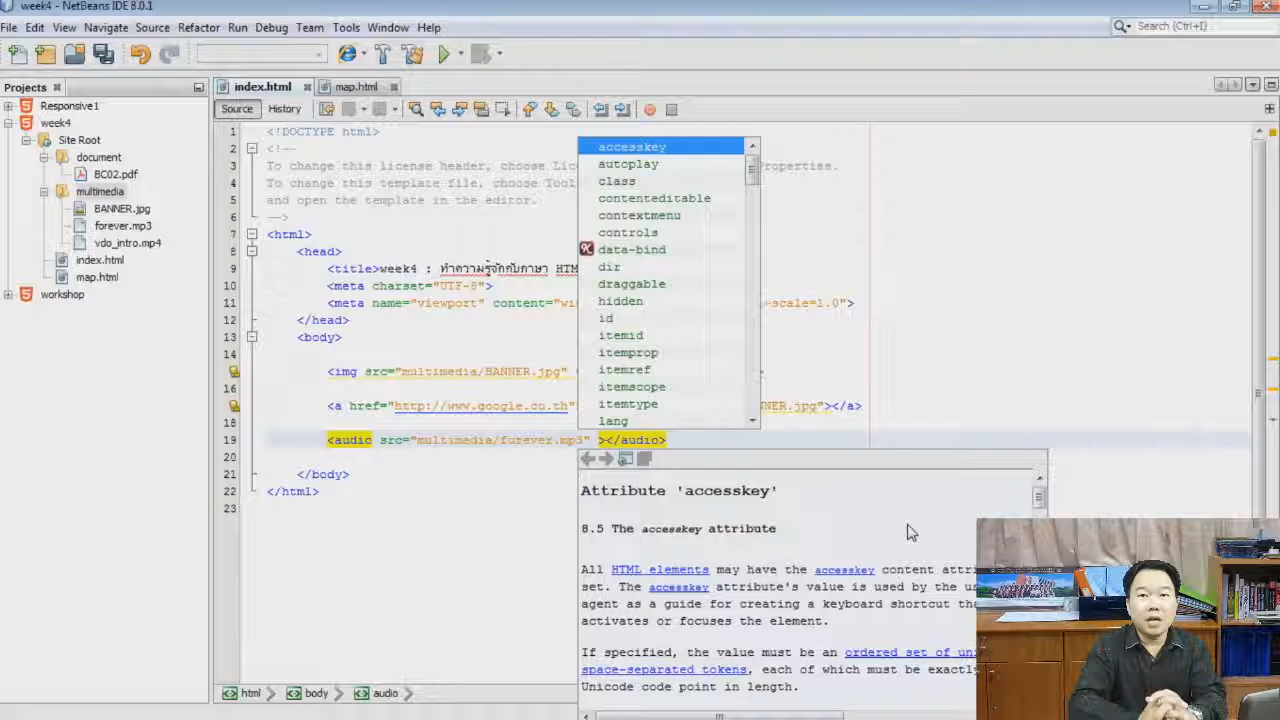 week4 - NetBeans IDE 8.0.1
File Edit View Navigate Source Refactor Run Debug Team Tools Window Help
Search (Ctrl+I)
Projects
index.html
map.html
Source History
Responsive1
week4
Site Root
document
BC02.pdf
multimedia
BANNER.jpg
forever.mp3
vdo_intro.mp4
index.html
map.html
workshop
1 <!DOCTYPE html>
2 <!--
3 To change this license header, choose Lic Properties.
4 To change this template file, choose Tool
5 and open the template in the editor.
6 -->
7 <html>
8 <head>
9 <title>week4 : ทำความรู้จักกับภาษา HTM
10 <meta charset="UTF-8">
11 <meta name="viewport" content="wi -scale=1.0">
12 </head>
13 <body>
14
<img src="multimedia/BANNER.jpg"
16
<a href="http://www.google.co.th" NER.jpg"></a>
18
19 <audio src="multimedia/forever.mp3" ></audio>
20
21 </body>
22 </html>
23
accesskey
autoplay
class
contenteditable
contextmenu
controls
data-bind
dir
draggable
hidden
id
itemid
itemprop
itemref
itemscope
itemtype
lang
Attribute 'accesskey'
8.5 The accesskey attribute
All HTML elements may have the accesskey content attri
set. The accesskey attribute's value is used by the us
agent as a guide for creating a keyboard shortcut tha
activates or focuses the element.
If specified, the value must be an ordered set of uni
space-separated tokens, each of which must be exactly
Unicode code point in length.
html body audio